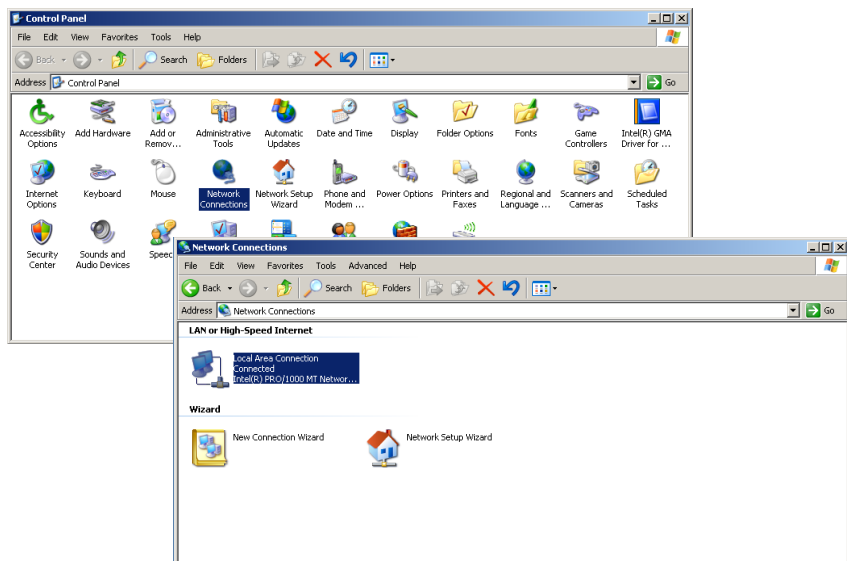 Control Panel
File Edit View Favorites Tools Help
Back Search Folders
Address Control Panel Go
Accessibility Options
Add Hardware
Add or Remov...
Administrative Tools
Automatic Updates
Date and Time
Display
Folder Options
Fonts
Game Controllers
Intel(R) GMA Driver for ...
Internet Options
Keyboard
Mouse
Network Connections
Network Setup Wizard
Phone and Modem ...
Power Options
Printers and Faxes
Regional and Language ...
Scanners and Cameras
Scheduled Tasks
Security Center
Sounds and Audio Devices
Speec
Network Connections
File Edit View Favorites Tools Advanced Help
Back Search Folders
Address Network Connections Go
LAN or High-Speed Internet
Local Area Connection
Connected
Intel(R) PRO/1000 MT Networ...
Wizard
New Connection Wizard
Network Setup Wizard